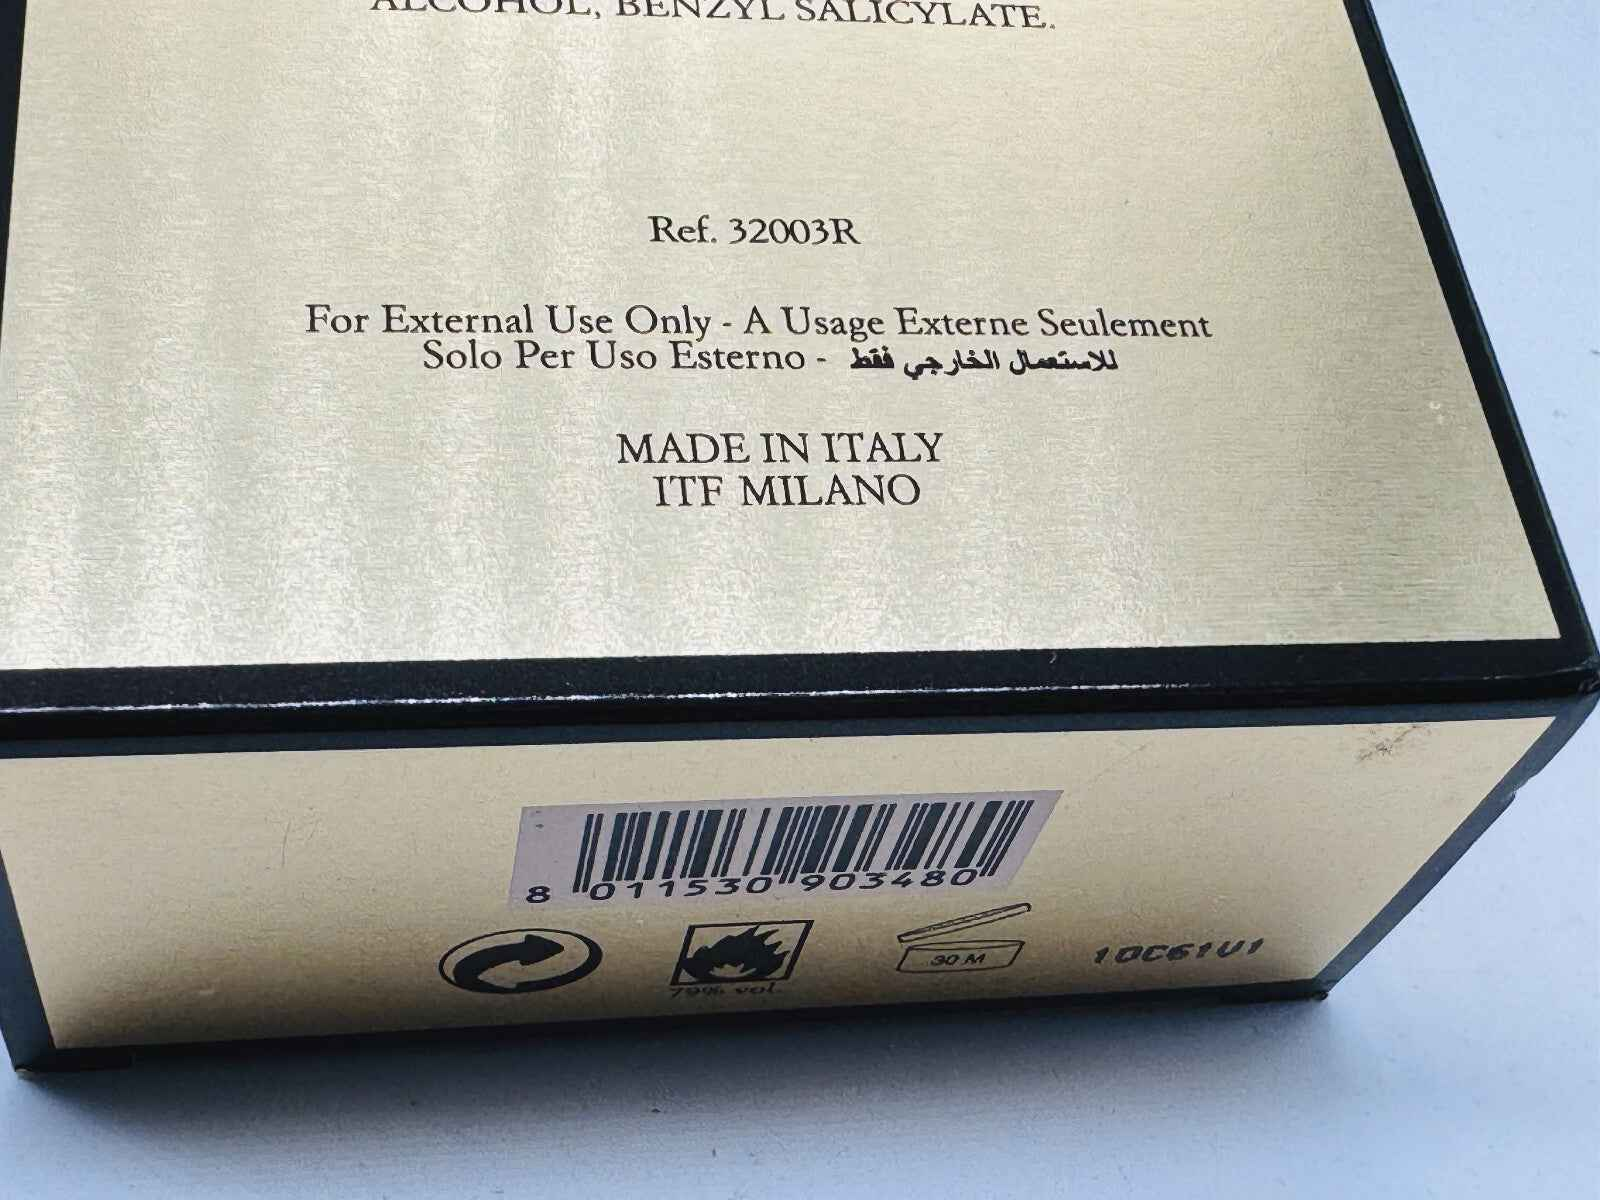 ALCOHOL, BENZYL SALICYLATE.
Ref. 32003R
For External Use Only - A Usage Externe Seulement
Solo Per Uso Esterno - للاستعمال الخارجي فقط
MADE IN ITALY
ITF MILANO
8 011530 903480
79% vol.
30 M
10C61U1